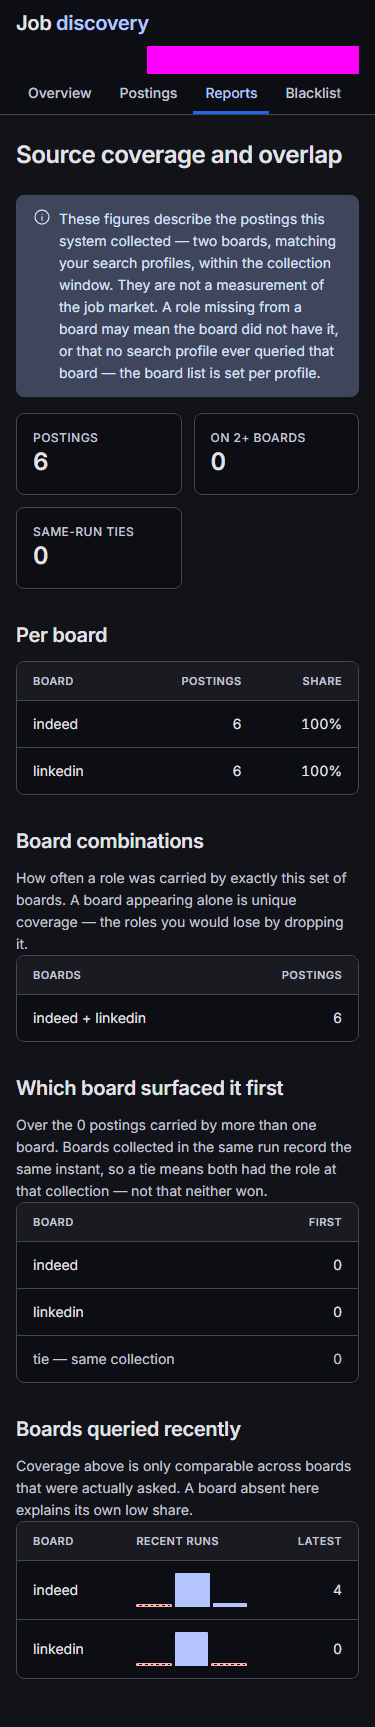 Job discovery
Overview Postings Reports Blacklist
Source coverage and overlap
These figures describe the postings this
system collected — two boards, matching
your search profiles, within the collection
window. They are not a measurement of
the job market. A role missing from a
board may mean the board did not have it,
or that no search profile ever queried that
board — the board list is set per profile.
POSTINGS
6
ON 2+ BOARDS
0
SAME-RUN TIES
0
Per board
BOARD POSTINGS SHARE
indeed 6 100%
linkedin 6 100%
Board combinations
How often a role was carried by exactly this set of
boards. A board appearing alone is unique
coverage — the roles you would lose by dropping
it.
BOARDS POSTINGS
indeed + linkedin 6
Which board surfaced it first
Over the 0 postings carried by more than one
board. Boards collected in the same run record the
same instant, so a tie means both had the role at
that collection — not that neither won.
BOARD FIRST
indeed 0
linkedin 0
tie — same collection 0
Boards queried recently
Coverage above is only comparable across boards
that were actually asked. A board absent here
explains its own low share.
BOARD RECENT RUNS LATEST
indeed 4
linkedin 0